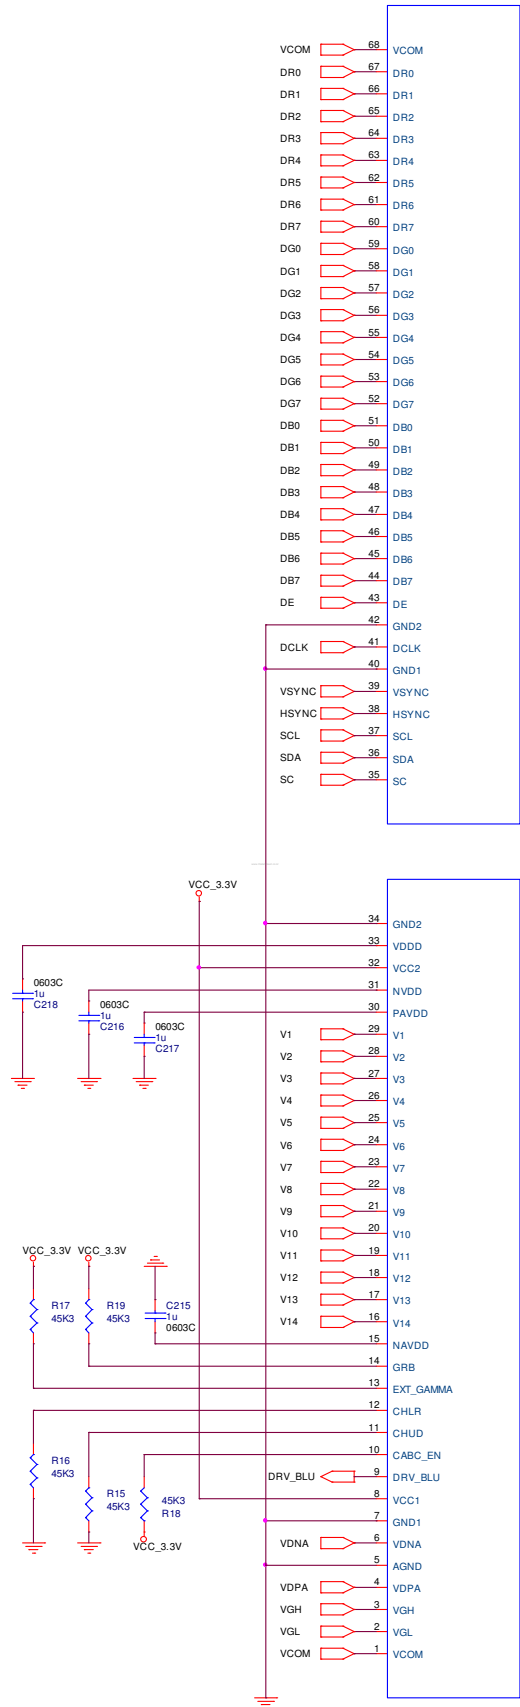 VCOM 68 VCOM
DR0 67 DR0
DR1 66 DR1
DR2 65 DR2
DR3 64 DR3
DR4 63 DR4
DR5 62 DR5
DR6 61 DR6
DR7 60 DR7
DG0 59 DG0
DG1 58 DG1
DG2 57 DG2
DG3 56 DG3
DG4 55 DG4
DG5 54 DG5
DG6 53 DG6
DG7 52 DG7
DB0 51 DB0
DB1 50 DB1
DB2 49 DB2
DB3 48 DB3
DB4 47 DB4
DB5 46 DB5
DB6 45 DB6
DB7 44 DB7
DE 43 DE
42 GND2
DCLK 41 DCLK
40 GND1
VSYNC 39 VSYNC
HSYNC 38 HSYNC
SCL 37 SCL
SDA 36 SDA
SC 35 SC
VCC_3.3V
34 GND2
33 VDDD
32 VCC2
31 NVDD
30 PAVDD
0603C
1u
C218
0603C
1u
C216
0603C
1u
C217
V1 29 V1
V2 28 V2
V3 27 V3
V4 26 V4
V5 25 V5
V6 24 V6
V7 23 V7
V8 22 V8
V9 21 V9
V10 20 V10
V11 19 V11
V12 18 V12
V13 17 V13
V14 16 V14
VCC_3.3V VCC_3.3V
R17
45K3
R19
45K3
C215
1u
0603C
15 NAVDD
14 GRB
13 EXT_GAMMA
12 CHLR
11 CHUD
10 CABC_EN
R16
45K3
R15
45K3
45K3
R18
VCC_3.3V
DRV_BLU 9 DRV_BLU
8 VCC1
7 GND1
VDNA 6 VDNA
5 AGND
VDPA 4 VDPA
VGH 3 VGH
VGL 2 VGL
VCOM 1 VCOM